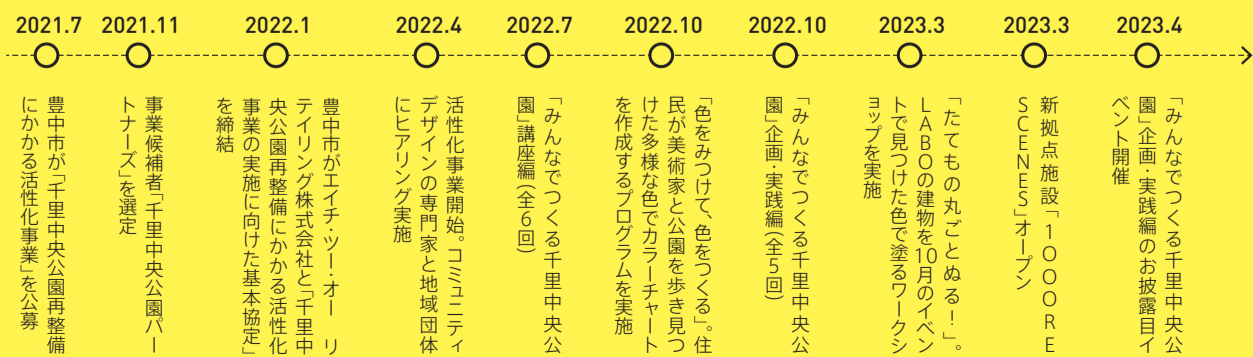 2021.7
豊中市が「千里中央公園再整備
にかかる活性化事業」を公募
2021.11
事業候補者「千里中央公園パー
トナーズ」を選定
2022.1
豊中市がエイチ・ツー・オー リ
テイリング株式会社と「千里中
央公園再整備にかかる活性化
事業の実施に向けた基本協定」
を締結
2022.4
活性化事業開始。コミュニティ
デザインの専門家と地域団体
にヒアリング実施
2022.7
「みんなでつくる千里中央公
園」講座編(全6回)
2022.10
「色をみつけて、色をつくる」。住
民が美術家と公園を歩き見つ
けた多様な色でカラーチャート
を作成するプログラムを実施
2022.10
「みんなでつくる千里中央公
園」企画・実践編(全5回)
2023.3
「たてもの丸ごとぬる!」。
LABOの建物を10月のイベン
トで見つけた色で塗るワークシ
ョップを実施
2023.3
新拠点施設「1OOORE
SCENES」オープン
2023.4
「みんなでつくる千里中央公
園」企画・実践編のお披露目イ
ベント開催